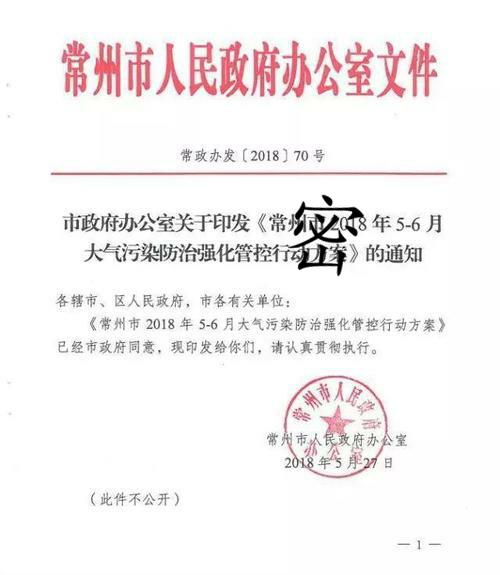 常州市人民政府办公室文件
常政办发〔2018〕70号
市政府办公室关于印发《常州市2018年5-6月
大气污染防治强化管控行动方案》的通知
密
各辖市、区人民政府，市各有关单位：
《常州市2018年5-6月大气污染防治强化管控行动方案》
已经市政府同意，现印发给你们，请认真贯彻执行。
常州市人民政府办公室
常州市人民政府办公室
2018年5月27日
（此件不公开）
— 1 —